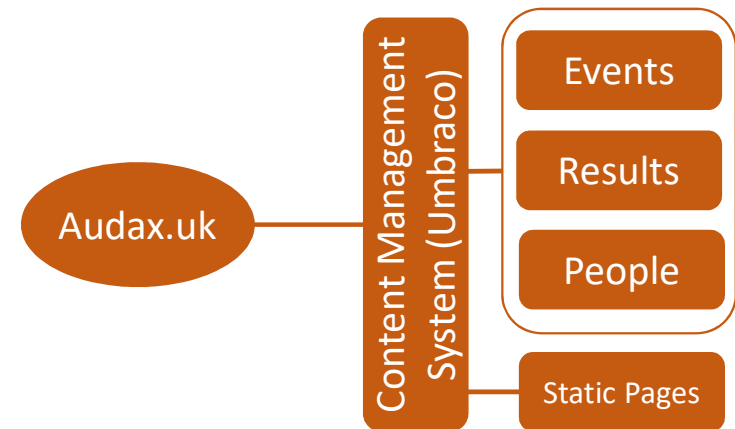 Audax.uk
Content Management
System (Umbraco)
Events
Results
People
Static Pages